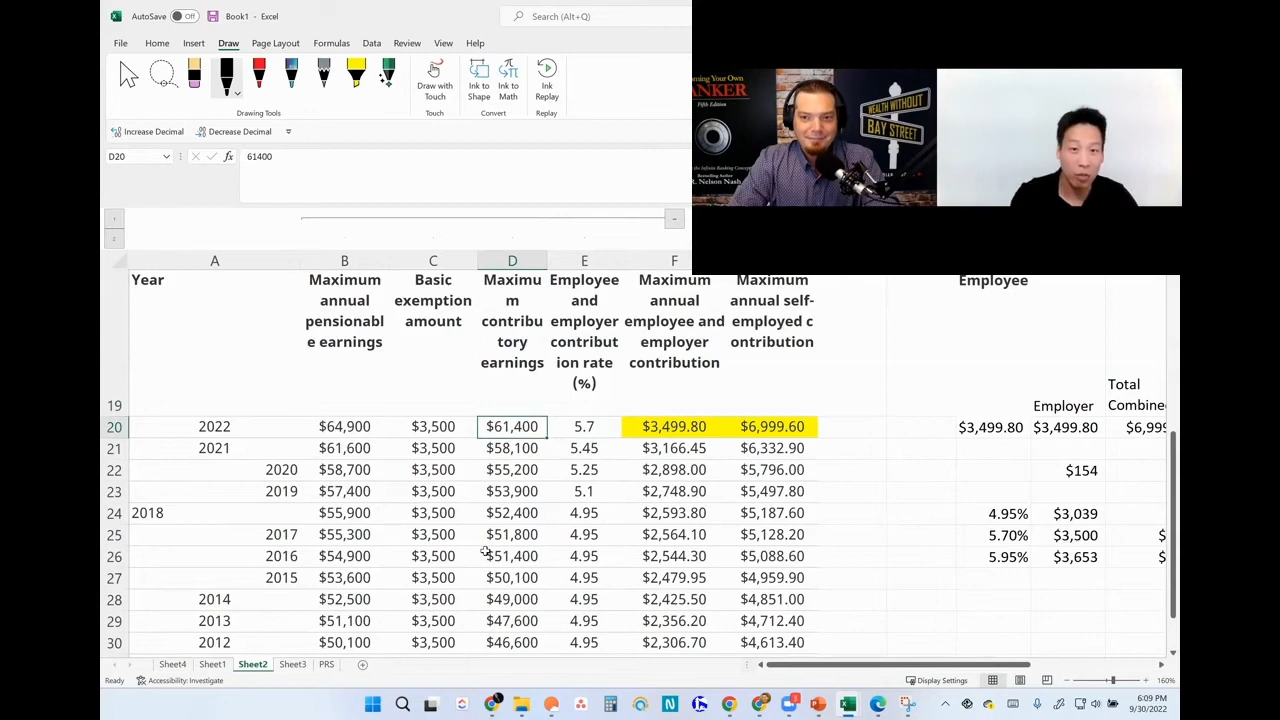 AutoSave Off Book1 - Excel Search (Alt+Q)
File Home Insert Draw Page Layout Formulas Data Review View Help
Draw with Touch
Ink to Shape
Ink to Math
Ink Replay
Drawing Tools Touch Convert Replay
Increase Decimal Decrease Decimal
D20 fx 61400
Fifth Edition
R. Nelson Nash
WEALTH WITHOUT
BAY STREET
A B C D E F
Year
Maximum annual pensionabl e earnings
Basic exemption amount
Maximu m contribu tory earnings
Employee and employer contribut ion rate (%)
Maximum annual employee and employer contribution
Maximum annual self- employed c ontribution
Employee
Employer
Total
19
20 2022 $64,900 $3,500 $61,400 5.7 $3,499.80 $6,999.60 $3,499.80 $3,499.80
21 2021 $61,600 $3,500 $58,100 5.45 $3,166.45 $6,332.90
22 2020 $58,700 $3,500 $55,200 5.25 $2,898.00 $5,796.00 $154
23 2019 $57,400 $3,500 $53,900 5.1 $2,748.90 $5,497.80
24 2018 $55,900 $3,500 $52,400 4.95 $2,593.80 $5,187.60 4.95% $3,039
25 2017 $55,300 $3,500 $51,800 4.95 $2,564.10 $5,128.20 5.70% $3,500 $
26 2016 $54,900 $3,500 $51,400 4.95 $2,544.30 $5,088.60 5.95% $3,653 $
27 2015 $53,600 $3,500 $50,100 4.95 $2,479.95 $4,959.90
28 2014 $52,500 $3,500 $49,000 4.95 $2,425.50 $4,851.00
29 2013 $51,100 $3,500 $47,600 4.95 $2,356.20 $4,712.40
30 2012 $50,100 $3,500 $46,600 4.95 $2,306.70 $4,613.40
Sheet4 Sheet1 Sheet2 Sheet3 PRS
Ready Accessibility: Investigate Display Settings 160%
6:09 PM
9/30/2022